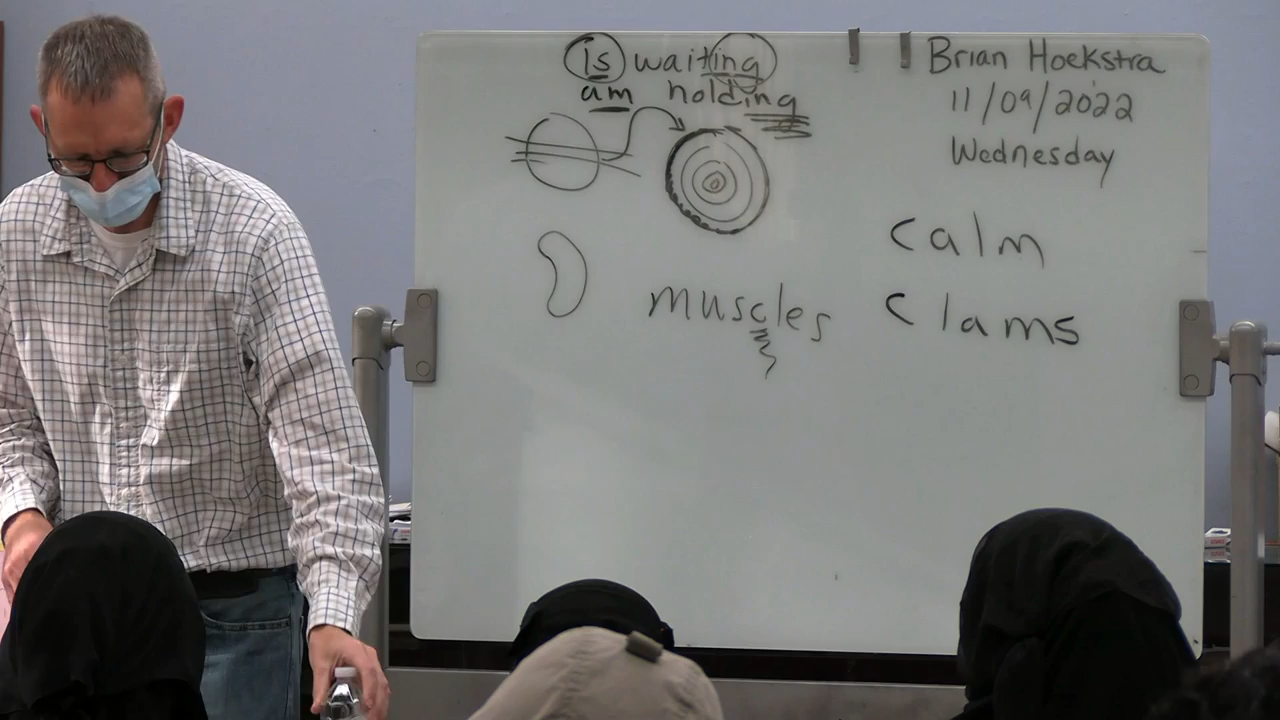 is waiting
am holding
Brian Hoekstra
11/09/2022
Wednesday
calm
muscles
clams